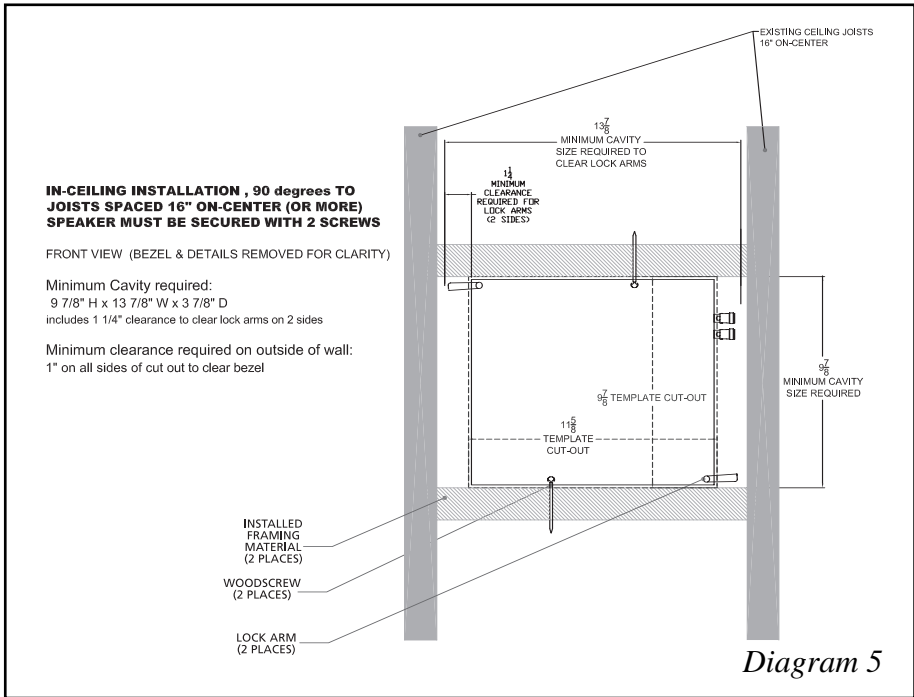 EXISTING CEILING JOISTS
16" ON-CENTER
13 7/8
MINIMUM CAVITY
SIZE REQUIRED TO
CLEAR LOCK ARMS
1 1/4
MINIMUM
CLEARANCE
REQUIRED FOR
LOCK ARMS
(2 SIDES)
IN-CEILING INSTALLATION , 90 degrees TO
JOISTS SPACED 16" ON-CENTER (OR MORE)
SPEAKER MUST BE SECURED WITH 2 SCREWS
FRONT VIEW (BEZEL & DETAILS REMOVED FOR CLARITY)
Minimum Cavity required:
9 7/8" H x 13 7/8" W x 3 7/8" D
includes 1 1/4" clearance to clear lock arms on 2 sides
Minimum clearance required on outside of wall:
1" on all sides of cut out to clear bezel
9 7/8
MINIMUM CAVITY
SIZE REQUIRED
9 7/8 TEMPLATE CUT-OUT
11 5/8
TEMPLATE
CUT-OUT
INSTALLED
FRAMING
MATERIAL
(2 PLACES)
WOODSCREW
(2 PLACES)
LOCK ARM
(2 PLACES)
Diagram 5